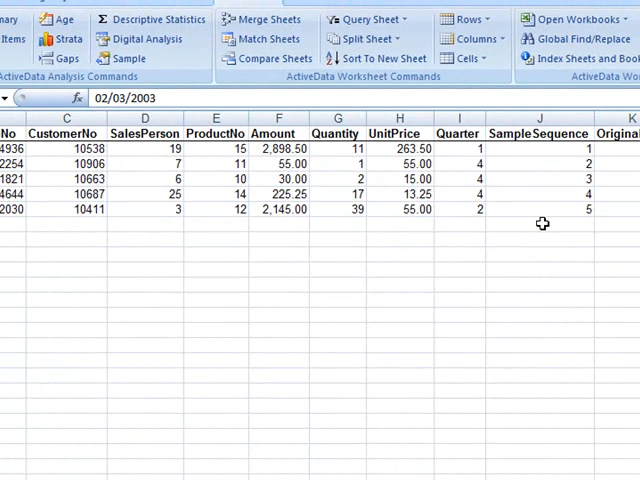 mmary Age Σ Descriptive Statistics Merge Sheets Query Sheet Rows Open Workbooks
Items Strata Digital Analysis Match Sheets Split Sheet Columns Global Find/Replace
Gaps Sample Compare Sheets Sort To New Sheet Cells Index Sheets and Book
ActiveData Analysis Commands ActiveData Worksheet Commands ActiveData Wo
fx 02/03/2003
C D E F G H I J K
No CustomerNo SalesPerson ProductNo Amount Quantity UnitPrice Quarter SampleSequence Original
4936 10538 19 15 2,898.50 11 263.50 1 1
2254 10906 7 11 55.00 1 55.00 4 2
1821 10663 6 10 30.00 2 15.00 4 3
4644 10687 25 14 225.25 17 13.25 4 4
2030 10411 3 12 2,145.00 39 55.00 2 5